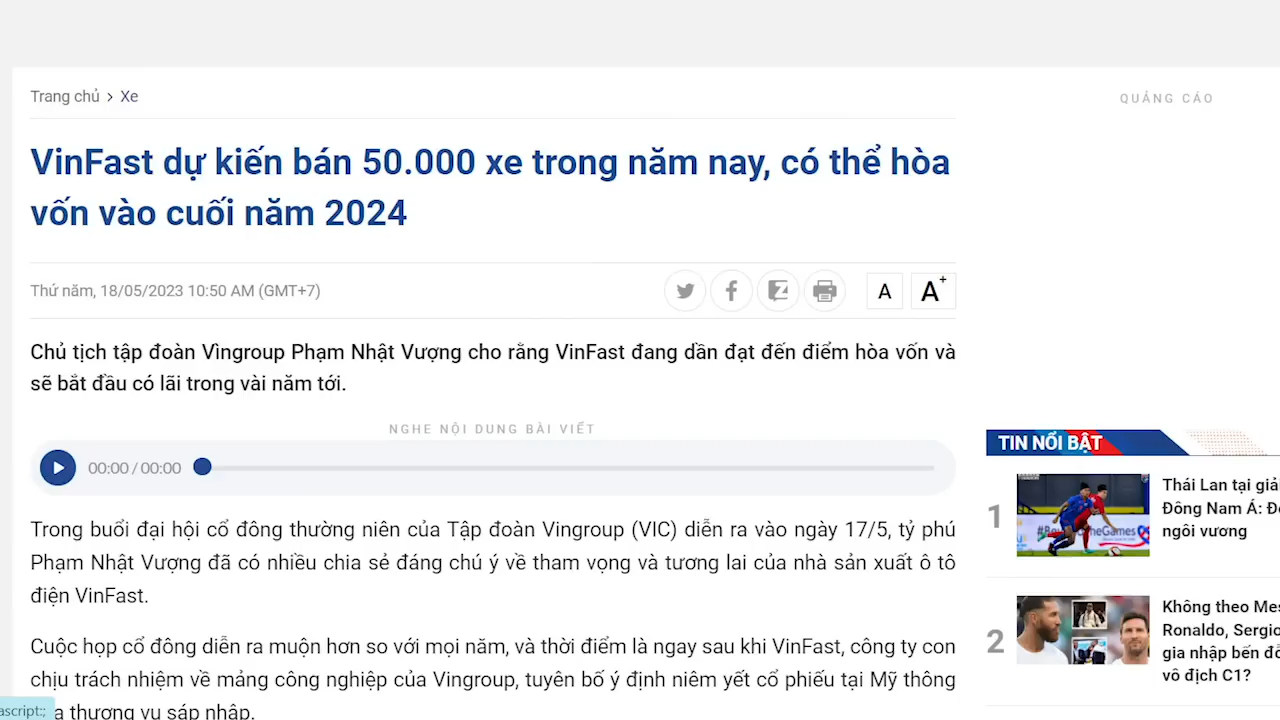 Trang chủ › Xe
QUẢNG CÁO
VinFast dự kiến bán 50.000 xe trong năm nay, có thể hòa
vốn vào cuối năm 2024
Thứ năm, 18/05/2023 10:50 AM (GMT+7)
A
A+
Chủ tịch tập đoàn Vingroup Phạm Nhật Vượng cho rằng VinFast đang dần đạt đến điểm hòa vốn và
sẽ bắt đầu có lãi trong vài năm tới.
NGHE NỘI DUNG BÀI VIẾT
00:00 / 00:00
Trong buổi đại hội cổ đông thường niên của Tập đoàn Vingroup (VIC) diễn ra vào ngày 17/5, tỷ phú
Phạm Nhật Vượng đã có nhiều chia sẻ đáng chú ý về tham vọng và tương lai của nhà sản xuất ô tô
điện VinFast.
Cuộc họp cổ đông diễn ra muộn hơn so với mọi năm, và thời điểm là ngay sau khi VinFast, công ty con
chịu trách nhiệm về mảng công nghiệp của Vingroup, tuyên bố ý định niêm yết cổ phiếu tại Mỹ thông
thương vụ sáp nhập.
ascript:;
TIN NỔI BẬT
1
Thái Lan tại giải
Đông Nam Á:
ngôi vương
2
Không theo
Ronaldo,
gia nhập bến
vô địch C1?